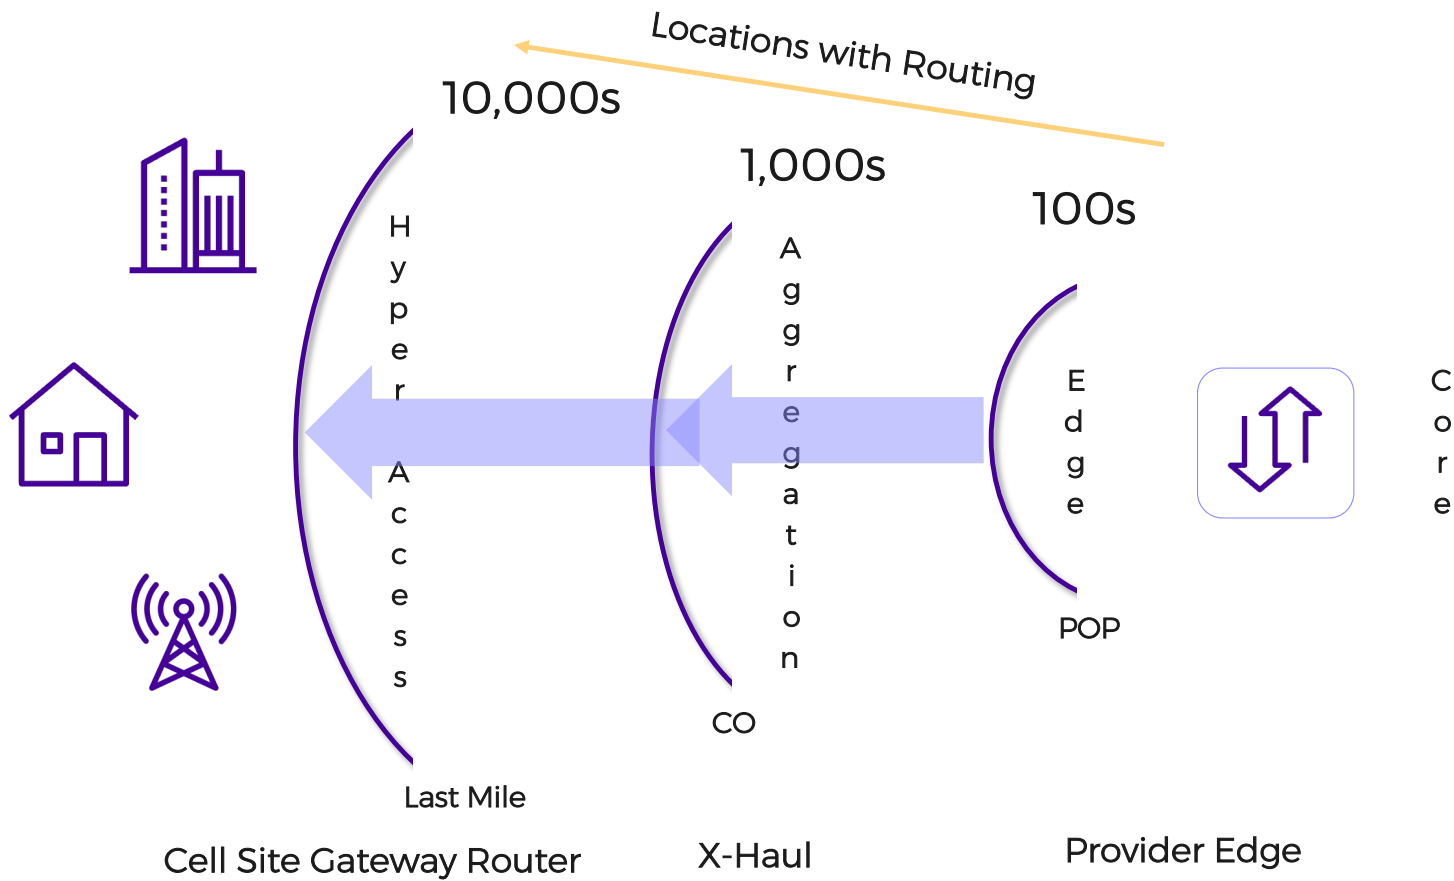 Locations with Routing
10,000s
1,000s
100s
Hyper Access
Aggregation
Edge
Core
POP
CO
Last Mile
Cell Site Gateway Router
X-Haul
Provider Edge